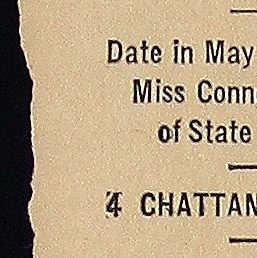 Date in May
Miss Conn
of State
4 CHATTAN